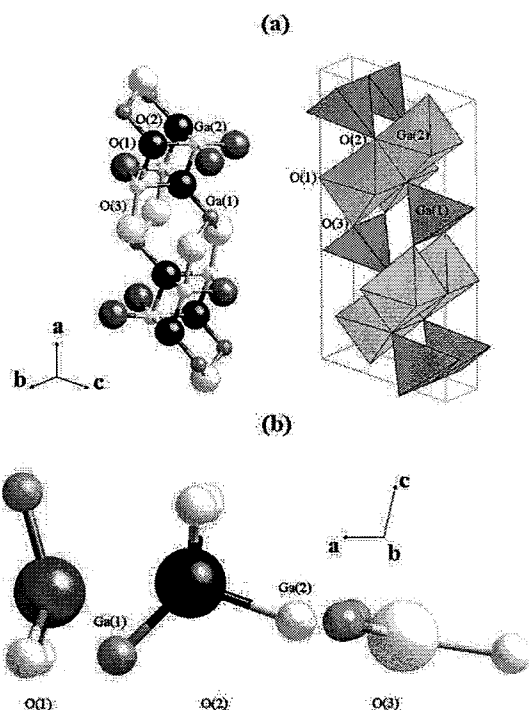 (a)
O(2)
Ga(2)
O(1)
O(3)
Ga(1)
a
b
c
O(2)
Ga(2)
O(1)
O(3)
Ga(1)
(b)
c
a
b
Ga(1)
Ga(2)
O(1)
O(2)
O(3)